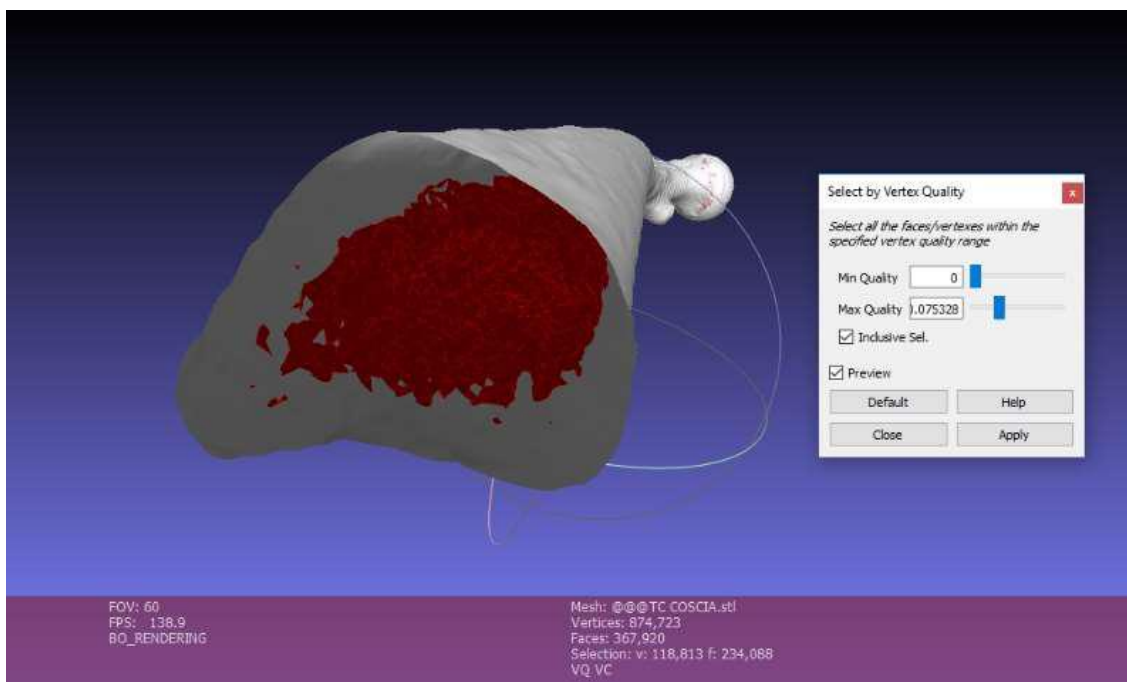 Select by Vertex Quality
x
Select all the faces/vertexes within the
specified vertex quality range
Min Quality 0
Max Quality ).075328
Inclusive Sel.
Preview
Default Help
Close Apply
FOV: 60
FPS: 138.9
BO_RENDERING
Mesh: @@@TC COSCIA.stl
Vertices: 874,723
Faces: 367,920
Selection: v: 118,813 f: 234,088
VQ VC